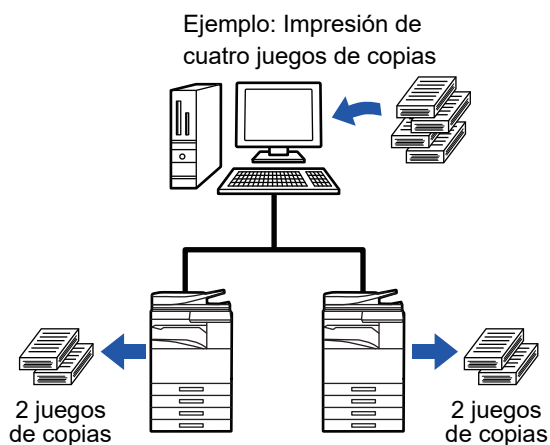 Ejemplo: Impresión de
cuatro juegos de copias
2 juegos
de copias
2 juegos
de copias